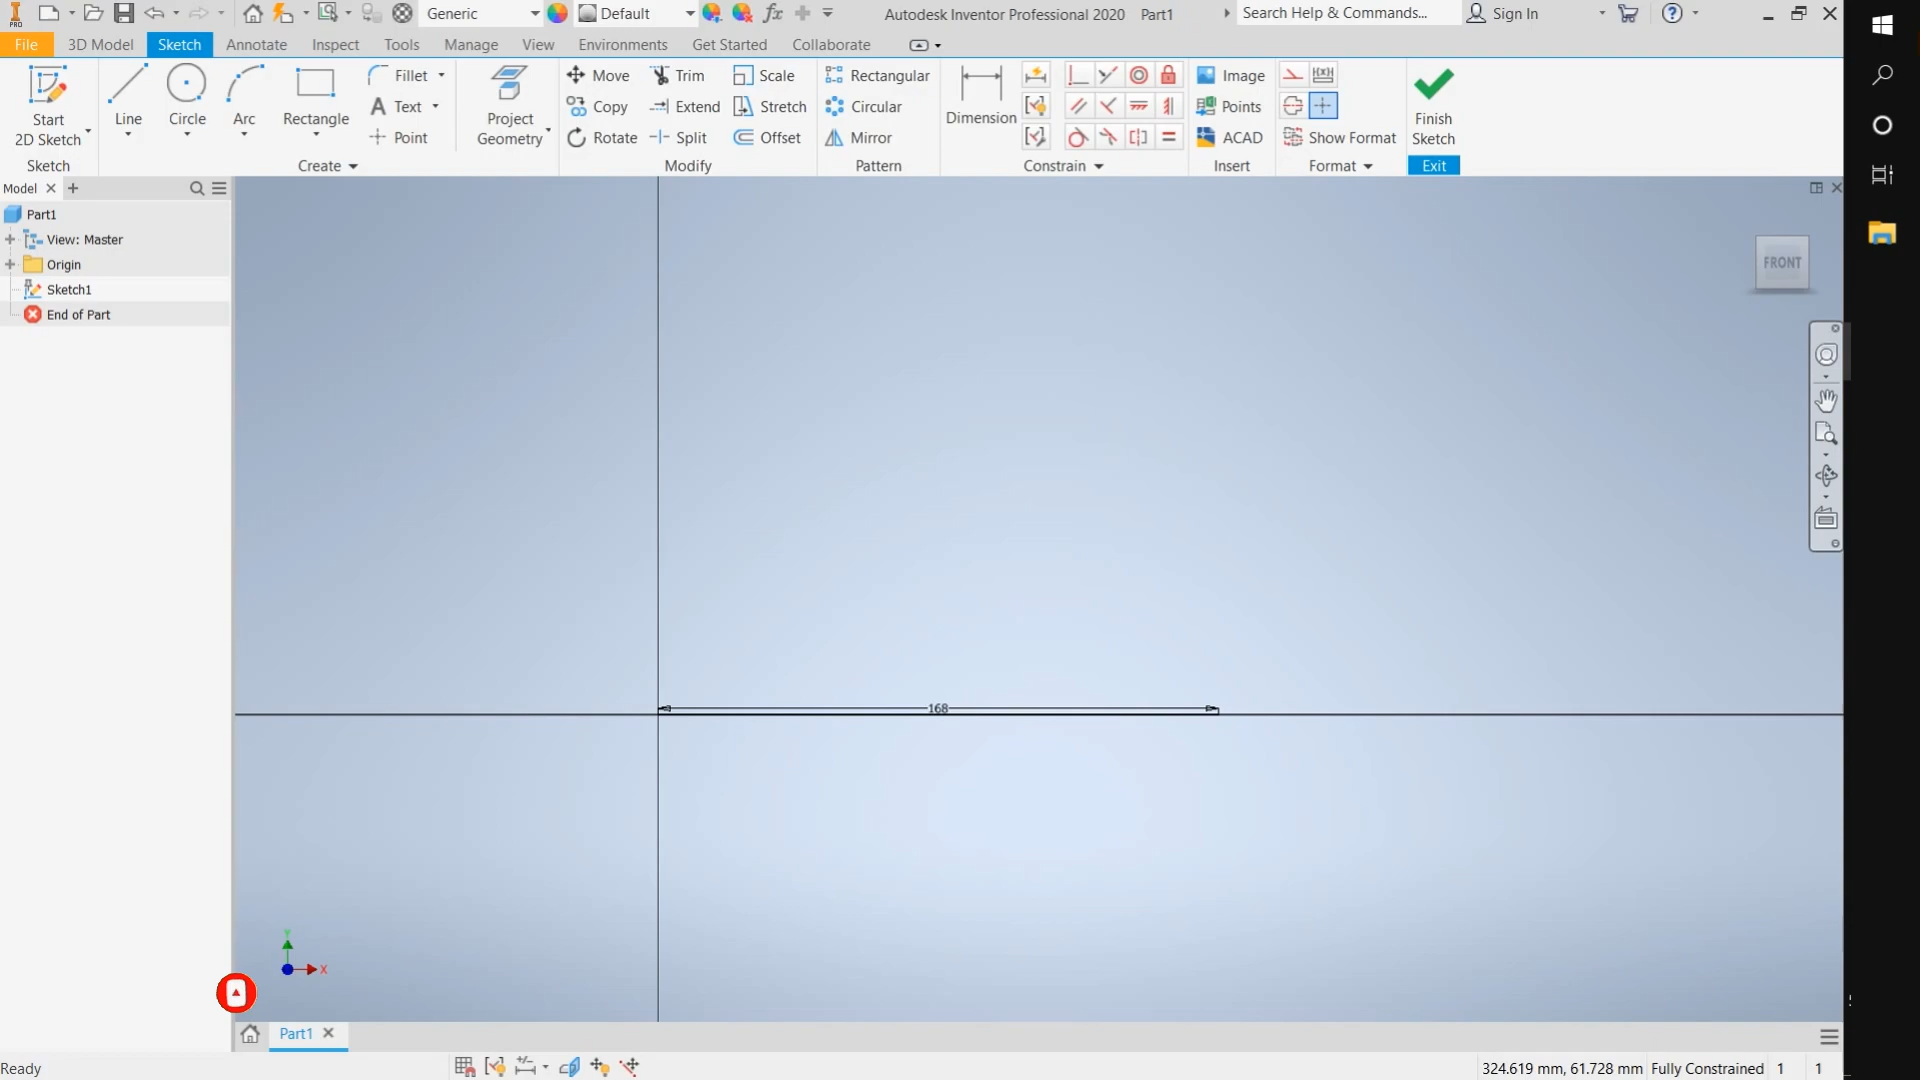 PRO Generic Default Autodesk Inventor Professional 2020 Part1 Search Help & Commands... Sign In
File 3D Model Sketch Annotate Inspect Tools Manage View Environments Get Started Collaborate
Start
2D Sketch
Line
Circle
Arc
Rectangle
Fillet
Text
Point
Project
Geometry
Move
Copy
Rotate
Trim
Extend
Split
Scale
Stretch
Offset
Rectangular
Circular
Mirror
Dimension
Image
Points
ACAD
Show Format
Finish
Sketch
Sketch Create Modify Pattern Constrain Insert Format Exit
Model
Part1
View: Master
Origin
Sketch1
End of Part
FRONT
168
Y
X
Part1
Ready 324.619 mm, 61.728 mm Fully Constrained 1 1